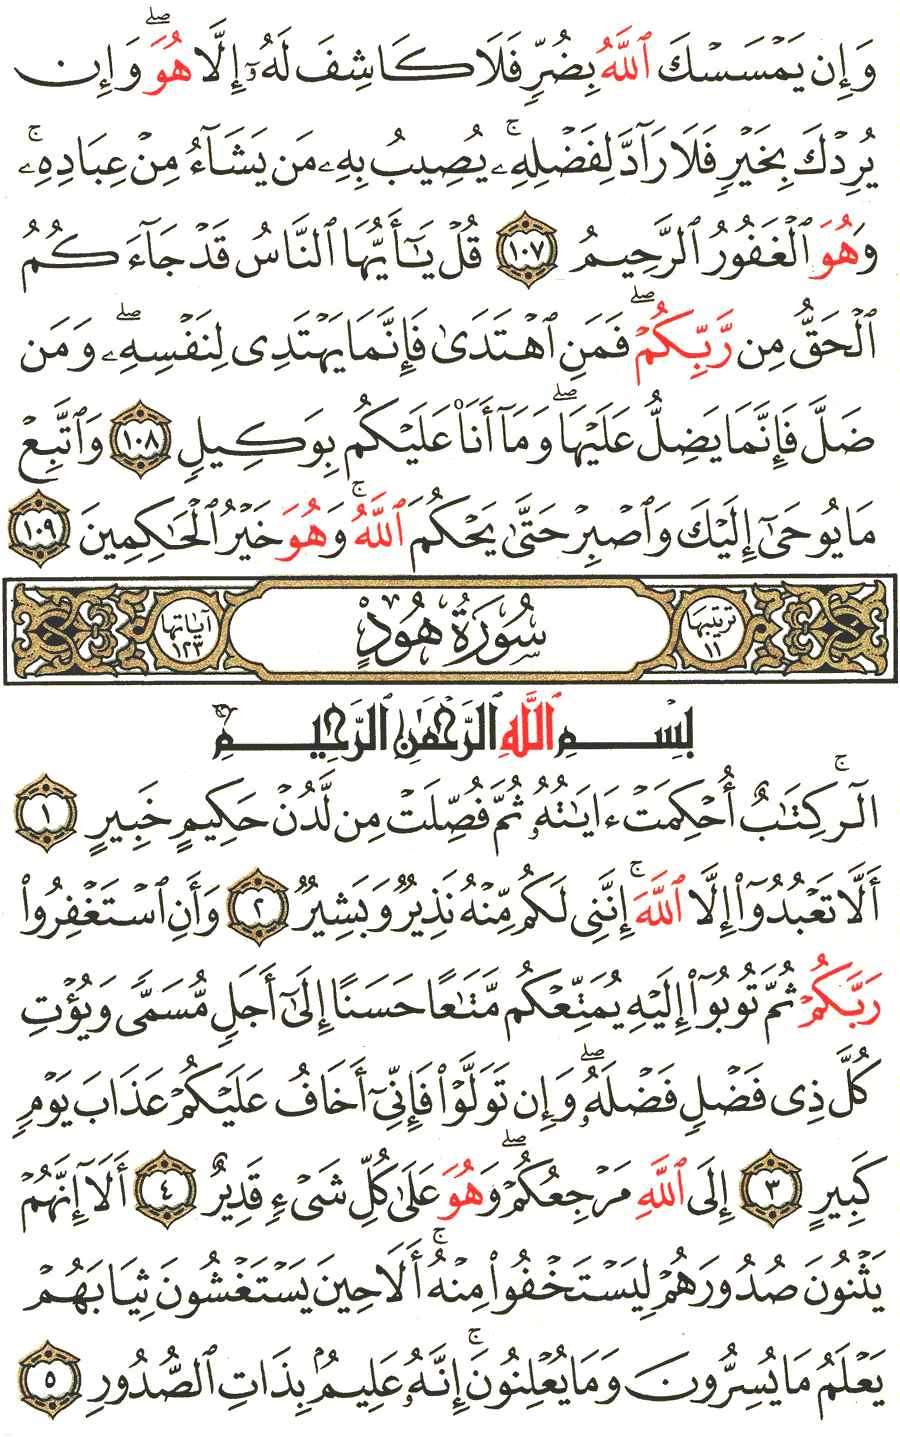 وَإِن يَمْسَسْكَ ٱللَّهُ بِضُرٍّۢ فَلَا كَاشِفَ لَهُۥٓ إِلَّا هُوَ ۖ وَإِن
يُرِدْكَ بِخَيْرٍۢ فَلَا رَآدَّ لِفَضْلِهِۦ ۚ يُصِيبُ بِهِۦ مَن يَشَآءُ مِنْ عِبَادِهِۦ ۚ
وَهُوَ ٱلْغَفُورُ ٱلرَّحِيمُ ١٠٧ قُلْ يَـٰٓأَيُّهَا ٱلنَّاسُ قَدْ جَآءَكُمُ
ٱلْحَقُّ مِن رَّبِّكُمْ ۖ فَمَنِ ٱهْتَدَىٰ فَإِنَّمَا يَهْتَدِى لِنَفْسِهِۦ ۖ وَمَن
ضَلَّ فَإِنَّمَا يَضِلُّ عَلَيْهَا ۖ وَمَآ أَنَا۠ عَلَيْكُم بِوَكِيلٍۢ ١٠٨ وَٱتَّبِعْ
مَا يُوحَىٰٓ إِلَيْكَ وَٱصْبِرْ حَتَّىٰ يَحْكُمَ ٱللَّهُ ۚ وَهُوَ خَيْرُ ٱلْحَـٰكِمِينَ ١٠٩
ترتيبها ١١ سُورَةُ هُودٍ آياتها ١٢٣
بِسْمِ ٱللَّهِ ٱلرَّحْمَـٰنِ ٱلرَّحِيمِ
الٓر ۚ كِتَـٰبٌ أُحْكِمَتْ ءَايَـٰتُهُۥ ثُمَّ فُصِّلَتْ مِن لَّدُنْ حَكِيمٍ خَبِيرٍ ١
أَلَّا تَعْبُدُوٓا۟ إِلَّا ٱللَّهَ ۚ إِنَّنِى لَكُم مِّنْهُ نَذِيرٌۭ وَبَشِيرٌۭ ٢ وَأَنِ ٱسْتَغْفِرُوا۟
رَبَّكُمْ ثُمَّ تُوبُوٓا۟ إِلَيْهِ يُمَتِّعْكُم مَّتَـٰعًا حَسَنًا إِلَىٰٓ أَجَلٍۢ مُّسَمًّۭى وَيُؤْتِ
كُلَّ ذِى فَضْلٍۢ فَضْلَهُۥ ۖ وَإِن تَوَلَّوْا۟ فَإِنِّىٓ أَخَافُ عَلَيْكُمْ عَذَابَ يَوْمٍۢ
كَبِيرٍ ٣ إِلَى ٱللَّهِ مَرْجِعُكُمْ ۖ وَهُوَ عَلَىٰ كُلِّ شَىْءٍۢ قَدِيرٌ ٤ أَلَآ إِنَّهُمْ
يَثْنُونَ صُدُورَهُمْ لِيَسْتَخْفُوا۟ مِنْهُ ۚ أَلَا حِينَ يَسْتَغْشُونَ ثِيَابَهُمْ
يَعْلَمُ مَا يُسِرُّونَ وَمَا يُعْلِنُونَ ۚ إِنَّهُۥ عَلِيمٌۢ بِذَاتِ ٱلصُّدُورِ ٥